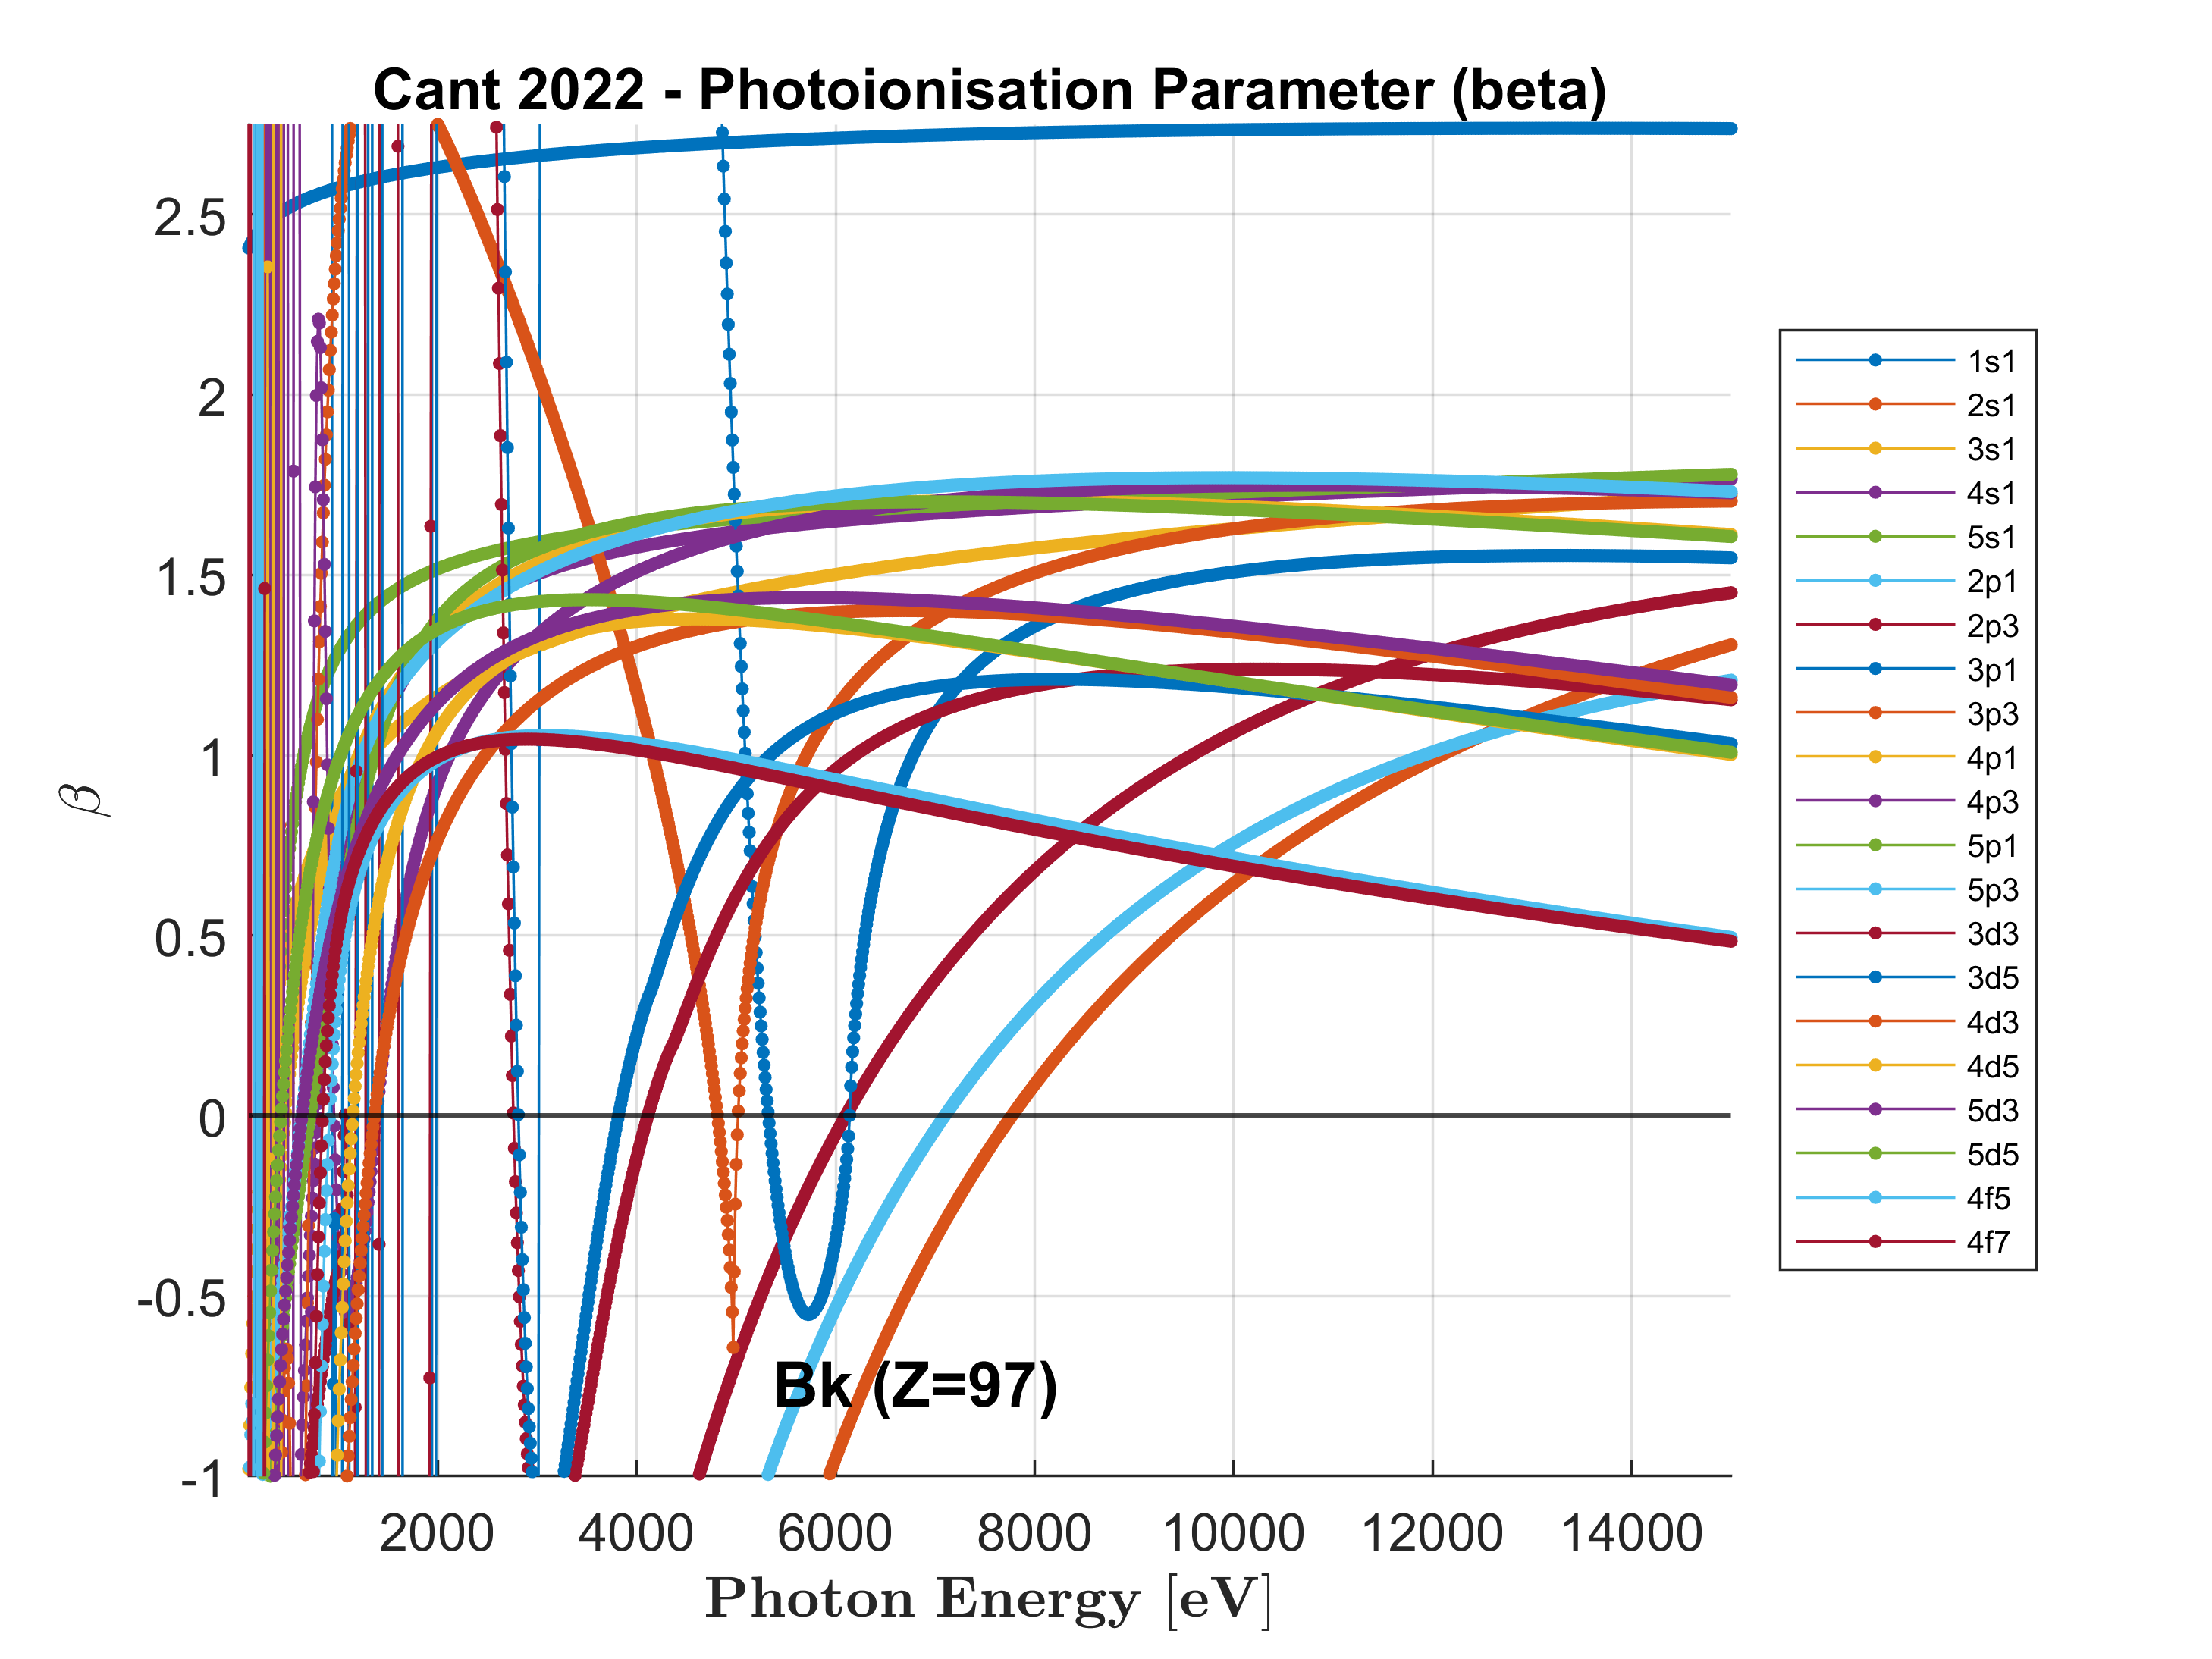 Cant 2022 - Photoionisation Parameter (beta)
2.5
2
1.5
1
0.5
0
-0.5
-1
β
2000 4000 6000 8000 10000 12000 14000
Photon Energy [eV]
Bk (Z=97)
1s1
2s1
3s1
4s1
5s1
2p1
2p3
3p1
3p3
4p1
4p3
5p1
5p3
3d3
3d5
4d3
4d5
5d3
5d5
4f5
4f7